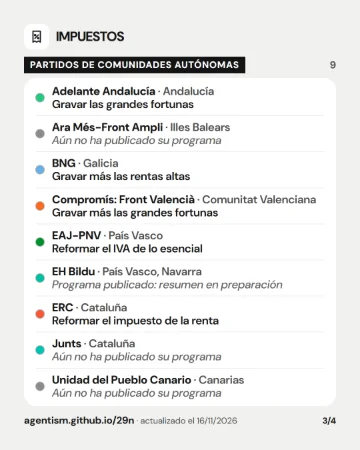 IMPUESTOS
PARTIDOS DE COMUNIDADES AUTÓNOMAS 9
Adelante Andalucía · Andalucía
Gravar las grandes fortunas
Ara Més-Front Ampli · Illes Balears
Aún no ha publicado su programa
BNG · Galicia
Gravar más las rentas altas
Compromís: Front Valencià · Comunitat Valenciana
Gravar más las grandes fortunas
EAJ-PNV · País Vasco
Reformar el IVA de lo esencial
EH Bildu · País Vasco, Navarra
Programa publicado: resumen en preparación
ERC · Cataluña
Reformar el impuesto de la renta
Junts · Cataluña
Aún no ha publicado su programa
Unidad del Pueblo Canario · Canarias
Aún no ha publicado su programa
agentism.github.io/29n · actualizado el 16/11/2026 3/4